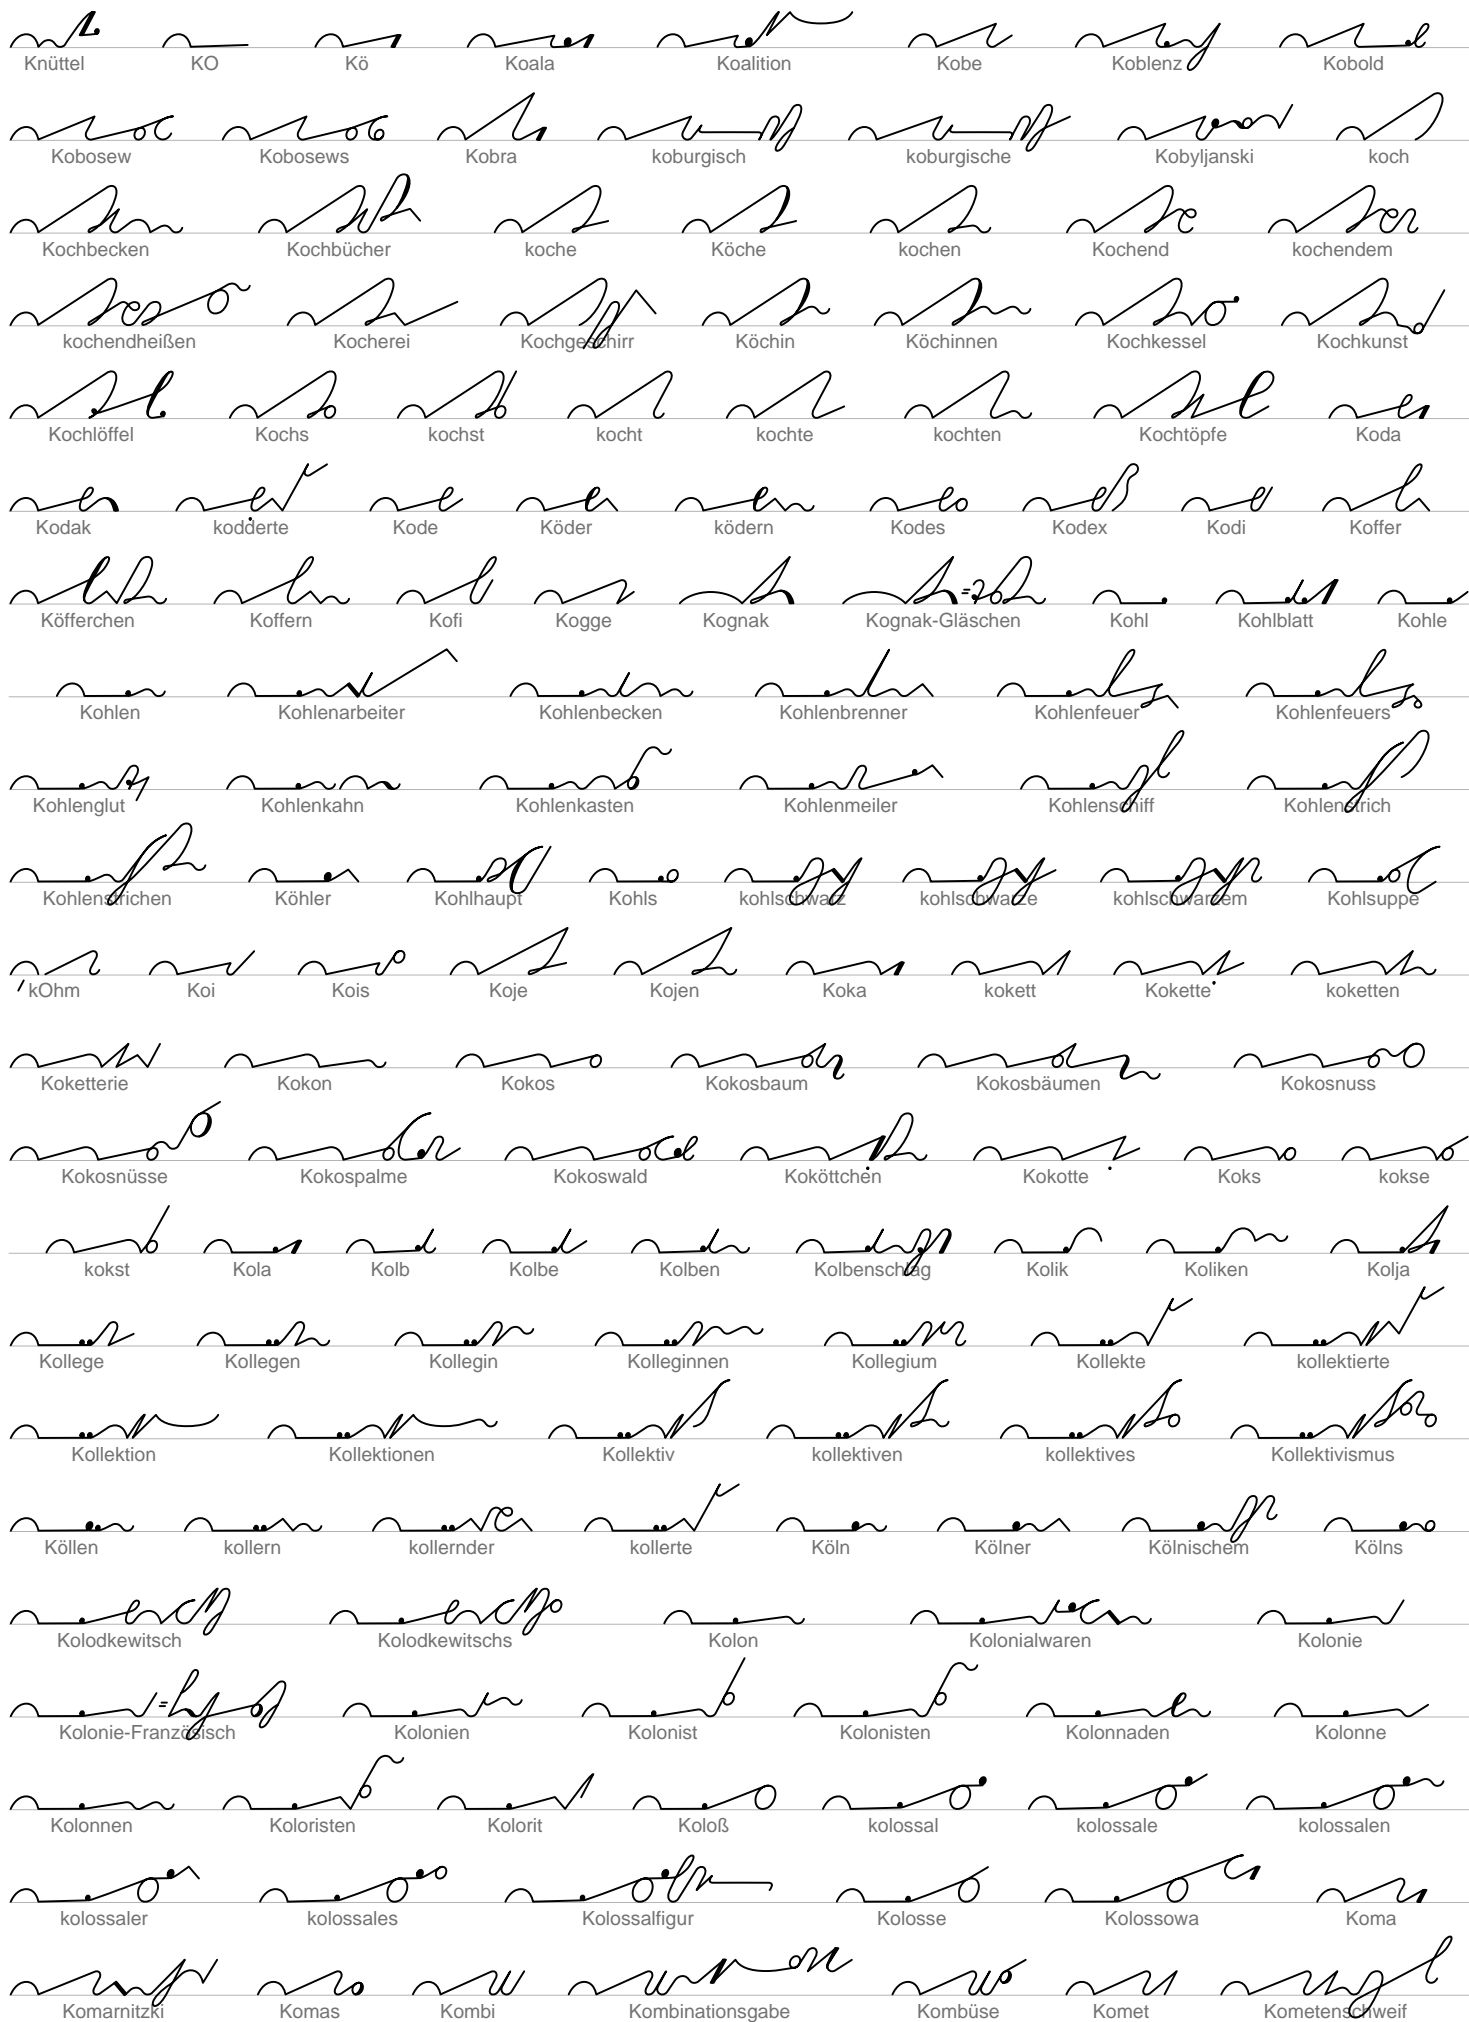 Knüttel KO Kö Koala Koalition Kobe Koblenz Kobold
Kobosew Kobosews Kobra koburgisch koburgische Kobyljanski koch
Kochbecken Kochbücher koche Köche kochen Kochend kochendem
kochendheißen Kocherei Kochgeschirr Köchin Köchinnen Kochkessel Kochkunst
Kochlöffel Kochs kochst kocht kochte kochten Kochtöpfe Koda
Kodak kodderte Kode Köder ködern Kodes Kodex Kodi Koffer
Köfferchen Koffern Kofi Kogge Kognak Kognak-Gläschen Kohl Kohlblatt Kohle
Kohlen Kohlenarbeiter Kohlenbecken Kohlenbrenner Kohlenfeuer Kohlenfeuers
Kohlenglut Kohlenkahn Kohlenkasten Kohlenmeiler Kohlenschiff Kohlenstrich
Kohlenstrichen Köhler Kohlhaupt Kohls kohlschwarz kohlschwarze kohlschwarzem Kohlsuppe
kOhm Koi Kois Koje Kojen Koka kokett Kokette koketten
Koketterie Kokon Kokos Kokosbaum Kokosbäumen Kokosnuss
Kokosnüsse Kokospalme Kokoswald Koköttchen Kokotte Koks kokse
kokst Kola Kolb Kolbe Kolben Kolbenschlag Kolik Koliken Kolja
Kollege Kollegen Kollegin Kolleginnen Kollegium Kollekte kollektierte
Kollektion Kollektionen Kollektiv kollektiven kollektives Kollektivismus
Köllen kollern kollernder kollerte Köln Kölner Kölnischem Kölns
Kolodkewitsch Kolodkewitschs Kolon Kolonialwaren Kolonie
Kolonie-Französisch Kolonien Kolonist Kolonisten Kolonnaden Kolonne
Kolonnen Koloristen Kolorit Koloß kolossal kolossale kolossalen
kolossaler kolossales Kolossalfigur Kolosse Kolossowa Koma
Komarnitzki Komas Kombi Kombinationsgabe Kombüse Komet Kometenschweif